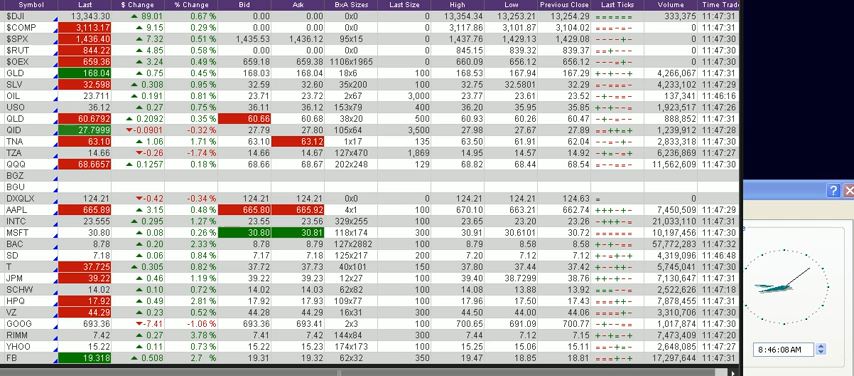 Symbol Last $ Change % Change Bid Ask BxA Sizes Last Size High Low Previous Close Last Ticks Volume Time Trade
$DJI 13,343.30 89.01 0.67 % 0.00 0.00 0x0 0 13,354.34 13,253.21 13,254.29 ====== 333,375 11:47:31
$COMP 3,113.17 9.15 0.29 % 0.00 0.00 0x0 0 3,117.86 3,101.87 3,104.02 0 11:47:31
$SPX 1,436.40 7.32 0.51 % 1,435.53 1,436.12 95x15 0 1,437.76 1,429.13 1,429.08 0 11:47:30
$RUT 844.22 4.85 0.58 % 0.00 0.00 0x0 0 845.15 839.32 839.37 0 11:47:30
$OEX 659.36 3.24 0.49 % 659.18 659.38 1106x1965 0 660.09 656.12 656.12 0 11:47:30
GLD 168.04 0.75 0.45 % 168.03 168.04 18x6 100 168.53 167.94 167.29 4,266,067 11:47:31
SLV 32.598 0.308 0.95 % 32.59 32.60 35x200 100 32.75 32.5801 32.29 4,233,102 11:47:29
OIL 23.711 0.191 0.81 % 23.71 23.72 2x67 3,000 23.77 23.61 23.52 137,341 11:46:16
USO 36.12 0.27 0.75 % 36.11 36.12 153x79 400 36.20 35.95 35.85 1,923,517 11:47:26
QLD 60.6792 0.2092 0.35 % 60.66 60.68 38x20 500 60.93 60.26 60.47 888,852 11:47:31
QID 27.7999 -0.0901 -0.32 % 27.79 27.80 105x64 3,500 27.98 27.67 27.89 1,239,912 11:47:28
TNA 63.10 1.06 1.71 % 63.10 63.12 1x17 135 63.50 61.91 62.04 2,833,318 11:47:30
TZA 14.66 -0.26 -1.74 % 14.66 14.67 127x470 1,869 14.95 14.57 14.92 6,236,869 11:47:27
QQQ 68.6657 0.1257 0.18 % 68.66 68.67 202x248 129 68.82 68.44 68.54 11,562,609 11:47:30
BGZ
BGU
DXQLX 124.21 -0.42 -0.34 % 124.21 124.21 0x0 0 124.63 = 0
AAPL 665.89 3.15 0.48 % 665.80 665.92 4x1 100 670.10 663.21 662.74 7,450,509 11:47:29
INTC 23.555 0.295 1.27 % 23.55 23.56 329x255 100 23.65 23.20 23.26 21,033,110 11:47:31
MSFT 30.80 0.08 0.26 % 30.80 30.81 118x174 300 30.91 30.6101 30.72 10,197,456 11:47:30
BAC 8.78 0.20 2.33 % 8.78 8.79 127x2882 100 8.79 8.58 8.58 57,772,283 11:47:32
SD 7.18 0.06 0.84 % 7.17 7.18 125x217 200 7.20 7.12 7.12 4,319,096 11:46:48
T 37.725 0.305 0.82 % 37.72 37.73 40x101 150 37.80 37.44 37.42 5,745,041 11:47:30
JPM 39.22 0.46 1.19 % 39.22 39.23 12x27 100 39.40 38.7299 38.76 7,130,647 11:47:31
SCHW 14.02 0.10 0.72 % 14.02 14.03 62x82 100 14.08 13.88 13.92 2,522,626 11:47:18
HPQ 17.92 0.49 2.81 % 17.92 17.93 109x77 100 17.96 17.50 17.43 7,878,455 11:47:31
VZ 44.29 0.23 0.52 % 44.28 44.29 16x31 300 44.40 44.05 44.06 3,310,706 11:47:30
GOOG 693.36 -7.41 -1.06 % 693.36 693.41 2x3 100 700.65 691.09 700.77 1,017,874 11:47:30
RIMM 7.42 0.27 3.78 % 7.41 7.42 144x84 300 7.44 7.12 7.15 7,473,409 11:47:20
YHOO 15.22 0.11 0.73 % 15.22 15.23 174x173 100 15.25 15.06 15.11 2,648,085 11:47:27
FB 19.318 0.508 2.7 % 19.31 19.32 62x32 350 19.47 18.85 18.81 17,297,644 11:47:31
8:46:08 AM